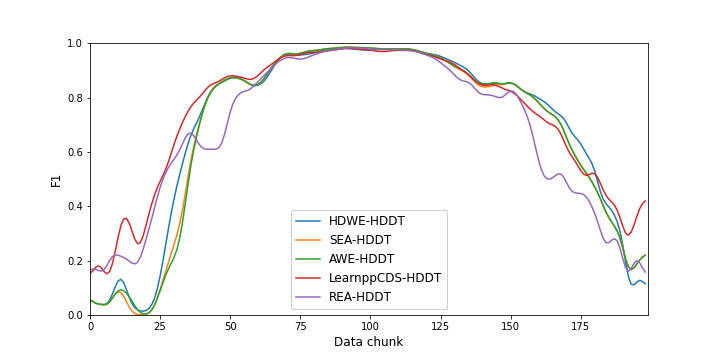 1.0
0.8
0.6
0.4
0.2
0.0
F1
HDWE-HDDT
SEA-HDDT
AWE-HDDT
LearnppCDS-HDDT
REA-HDDT
0 25 50 75 100 125 150 175
Data chunk